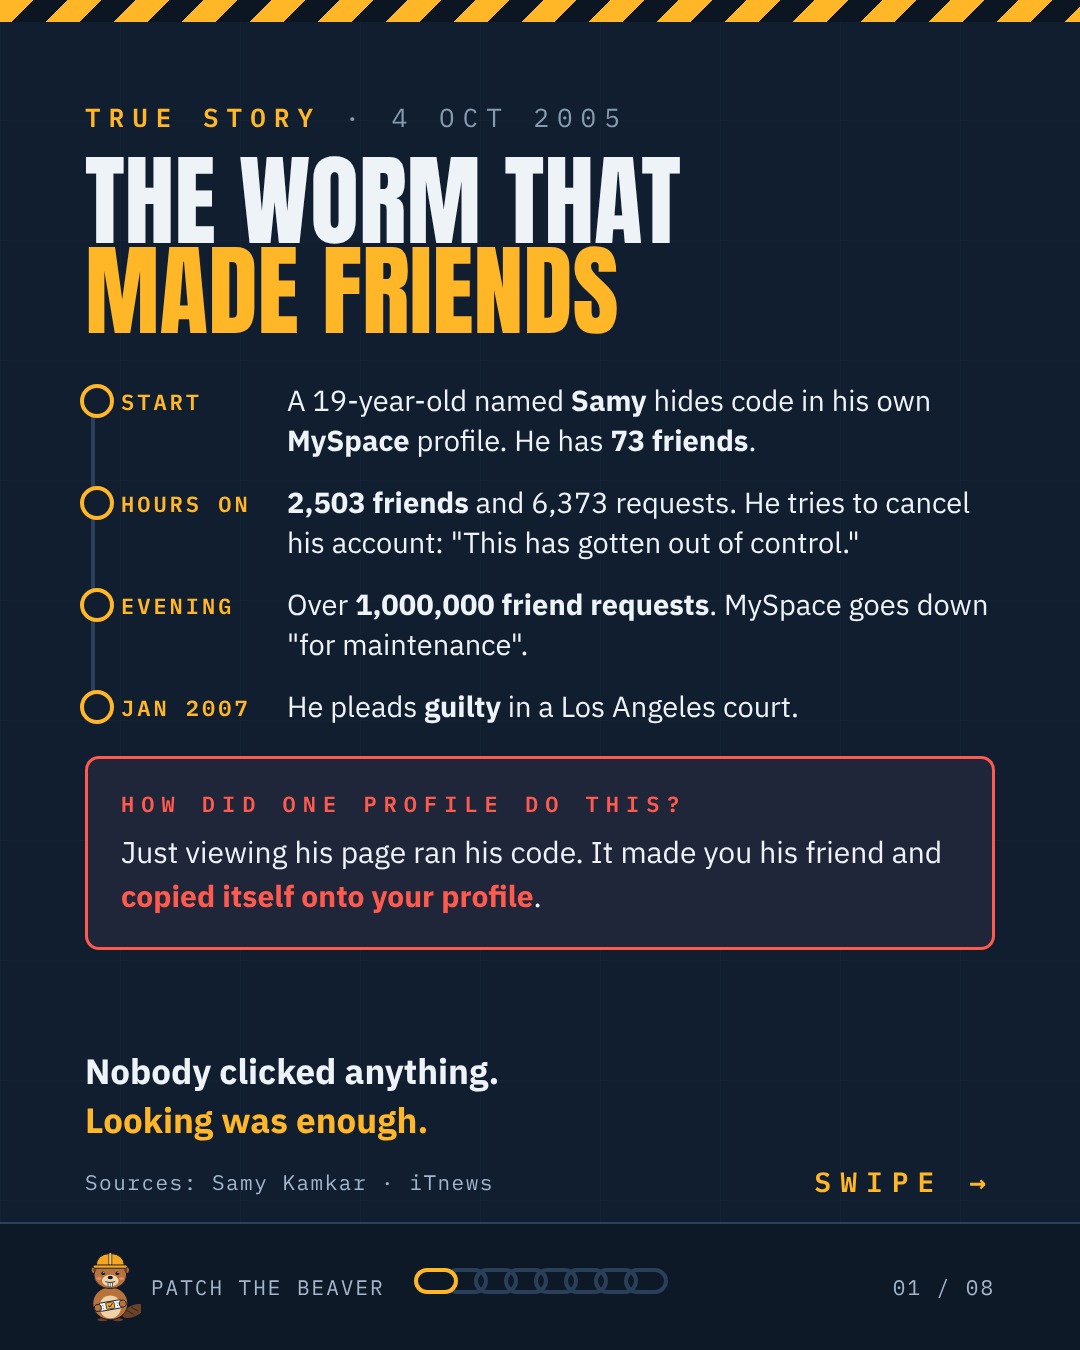 TRUE STORY · 4 OCT 2005
THE WORM THAT
MADE FRIENDS
START
A 19-year-old named Samy hides code in his own
MySpace profile. He has 73 friends.
HOURS ON
2,503 friends and 6,373 requests. He tries to cancel
his account: "This has gotten out of control."
EVENING
Over 1,000,000 friend requests. MySpace goes down
"for maintenance".
JAN 2007
He pleads guilty in a Los Angeles court.
HOW DID ONE PROFILE DO THIS?
Just viewing his page ran his code. It made you his friend and
copied itself onto your profile.
Nobody clicked anything.
Looking was enough.
Sources: Samy Kamkar · iTnews
SWIPE →
PATCH THE BEAVER
01 / 08